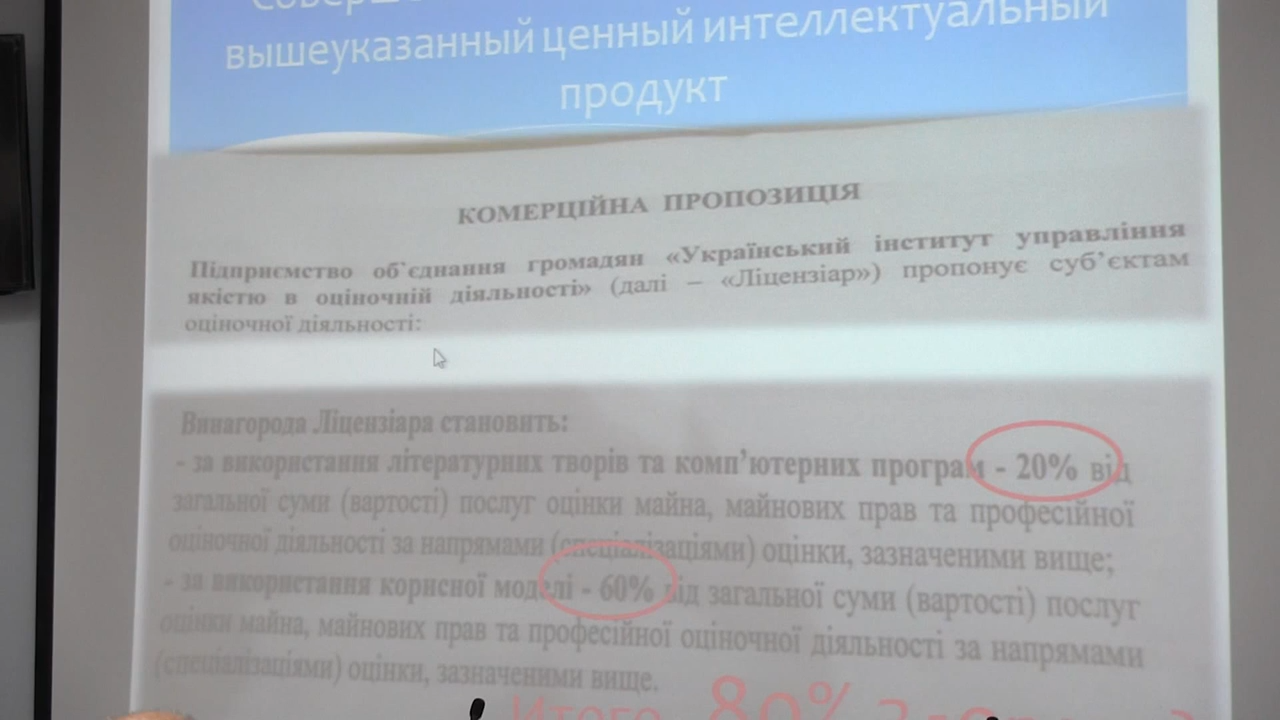 вышеуказанный ценный интеллектуальный
продукт
КОМЕРЦІЙНА ПРОПОЗИЦІЯ
Підприємство об`єднання громадян «Український інститут управління
якістю в оціночній діяльності» (далі – «Ліцензіар») пропонує суб’єктам
оціночної діяльності:
Винагорода Ліцензіара становить:
- за використання літературних творів та комп’ютерних програм - 20% від
загальної суми (вартості) послуг оцінки майна, майнових прав та професійної
оціночної діяльності за напрямами (спеціалізаціями) оцінки, зазначеними вище;
- за використання корисної моделі - 60% від загальної суми (вартості) послуг
оцінки майна, майнових прав та професійної оціночної діяльності за напрямами
(спеціалізаціями) оцінки, зазначеними вище.
Итого 80%